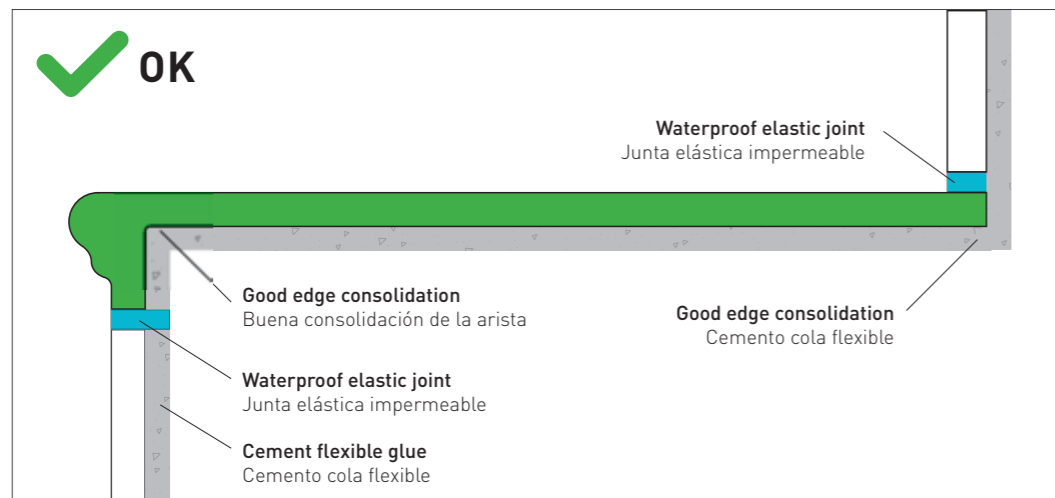 OK
Waterproof elastic joint
Junta elástica impermeable
Good edge consolidation
Buena consolidación de la arista
Good edge consolidation
Cemento cola flexible
Waterproof elastic joint
Junta elástica impermeable
Cement flexible glue
Cemento cola flexible